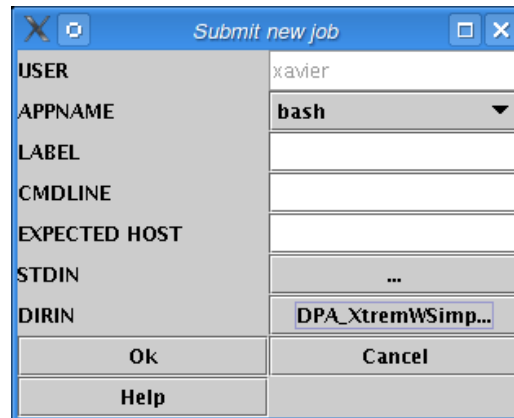 Submit new job
USER xavier
APPNAME bash
LABEL
CMDLINE
EXPECTED HOST
STDIN ...
DIRIN DPA_XtremWSimp...
Ok Cancel
Help